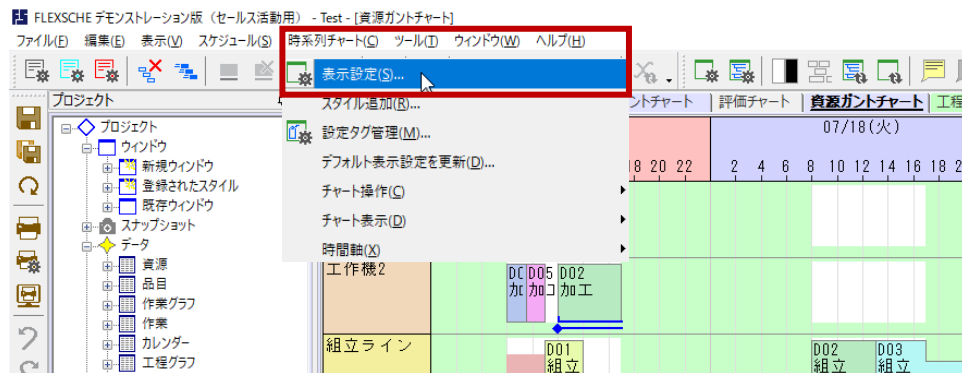 FLEXSCHE デモンストレーション版（セールス活動用） - Test - [資源ガントチャート]
ファイル(F) 編集(E) 表示(V) スケジュール(S) 時系列チャート(C) ツール(T) ウィンドウ(W) ヘルプ(H)
表示設定(S)...
スタイル追加(R)...
設定タグ管理(M)...
デフォルト表示設定を更新(D)...
チャート操作(C)
チャート表示(D)
時間軸(X)
プロジェクト
プロジェクト
ウィンドウ
新規ウィンドウ
登録されたスタイル
既存ウィンドウ
スナップショット
データ
資源
品目
作業グラフ
作業
カレンダー
工程グラフ
ントチャート 評価チャート 資源ガントチャート 工程
07/18(火)
18 20 22 2 4 6 8 10 12 14 16 18 2
工作機2
D05 D02
加 加コ 加工
組立ライン
D01 D02 D03
組立 組立 組立